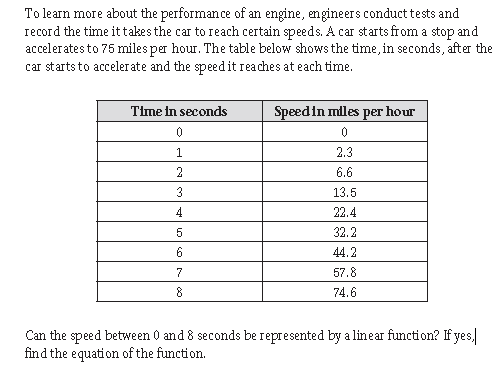 To learn more about the performance of an engine, engineers conduct tests and
record the time it takes the car to reach certain speeds. A car starts from a stop and
accelerates to 75 miles per hour. The table below shows the time, in seconds, after the
car starts to accelerate and the speed it reaches at each time.
Time in seconds Speed in miles per hour
0 0
1 2.3
2 6.6
3 13.5
4 22.4
5 32.2
6 44.2
7 57.8
8 74.6
Can the speed between 0 and 8 seconds be represented by a linear function? If yes,
find the equation of the function.